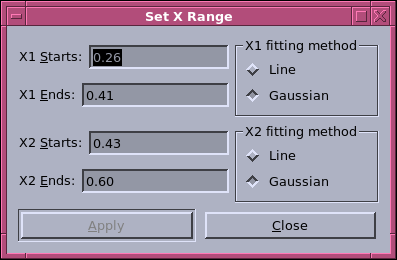 Set X Range
X1 Starts: 0.26
X1 Ends: 0.41
X1 fitting method
Line
Gaussian
X2 Starts: 0.43
X2 Ends: 0.60
X2 fitting method
Line
Gaussian
Apply
Close